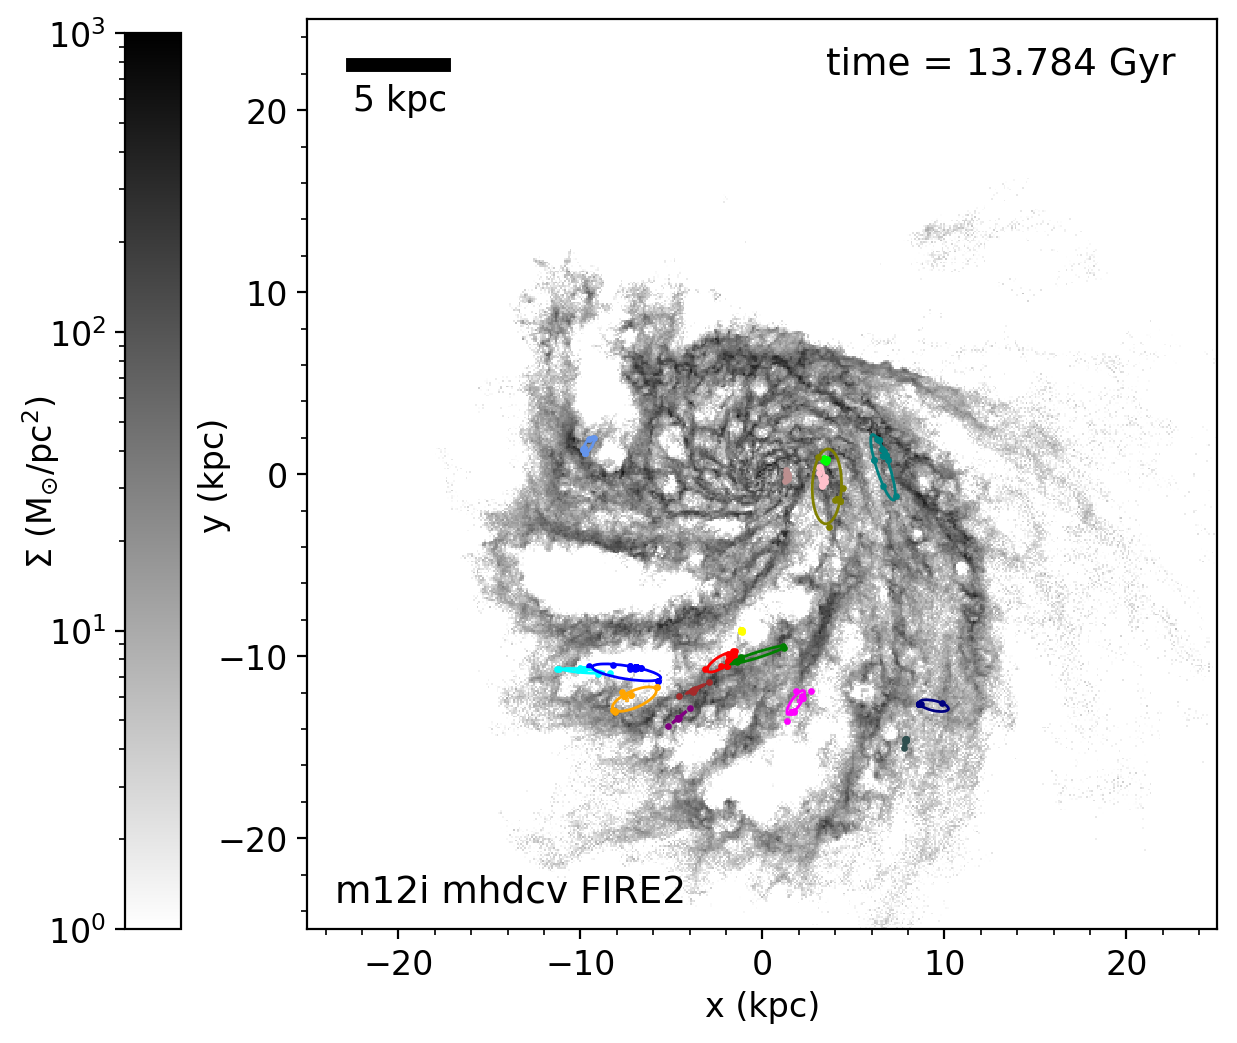 time = 13.784 Gyr
5 kpc
m12i mhdcv FIRE2
10³
10²
10¹
10⁰
Σ (M⊙/pc²)
y (kpc)
20
10
0
−10
−20
−20
−10
0
10
20
x (kpc)